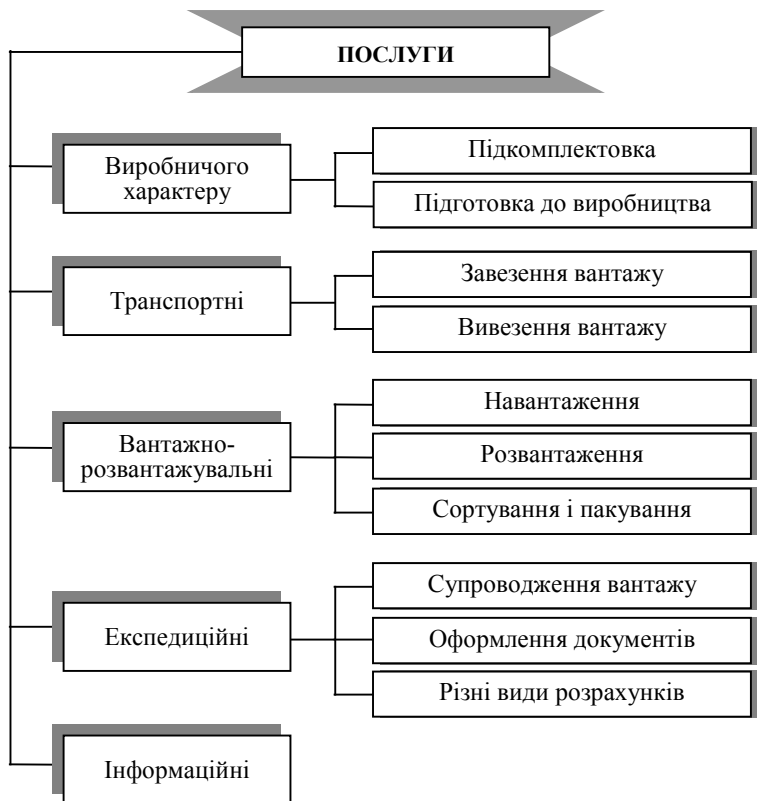 ПОСЛУГИ
Виробничого
характеру
Підкомплектовка
Підготовка до виробництва
Транспортні
Завезення вантажу
Вивезення вантажу
Вантажно-
розвантажувальні
Навантаження
Розвантаження
Сортування і пакування
Експедиційні
Супроводження вантажу
Оформлення документів
Різні види розрахунків
Інформаційні